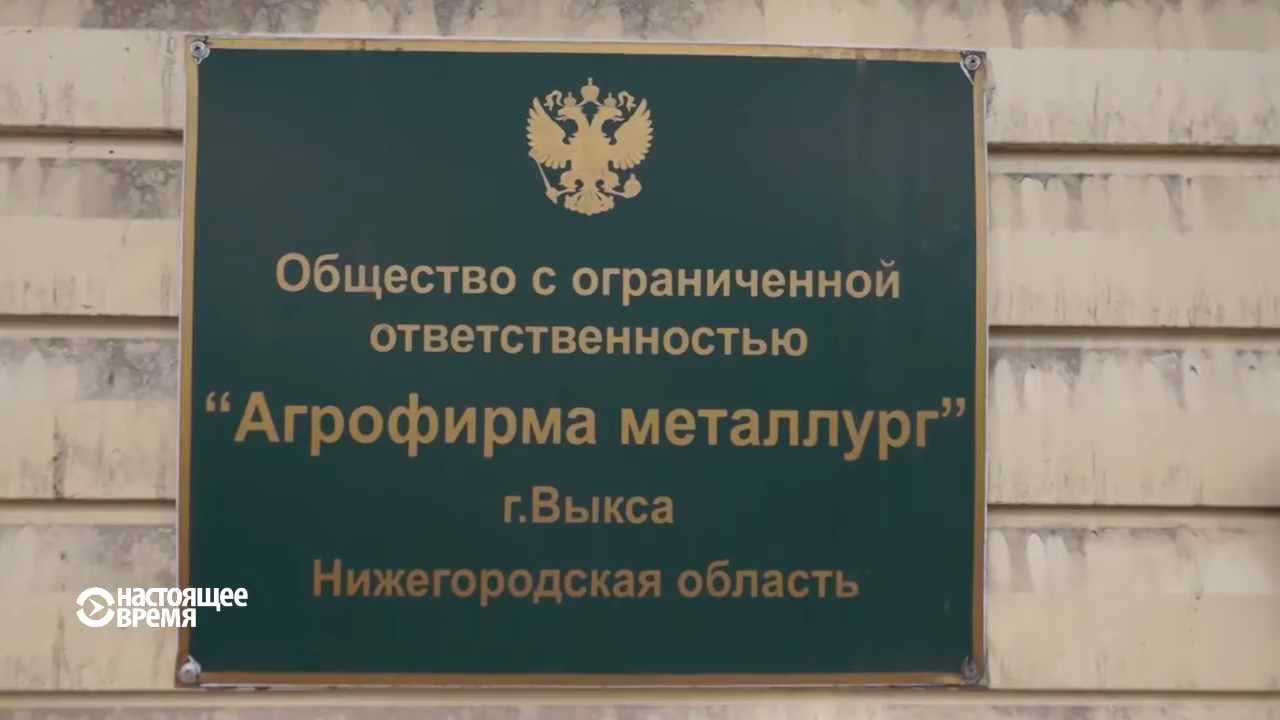 Общество с ограниченной
ответственностью
“Агрофирма металлург”
г.Выкса
Нижегородская область
НАСТОЯЩЕЕ
ВРЕМЯ